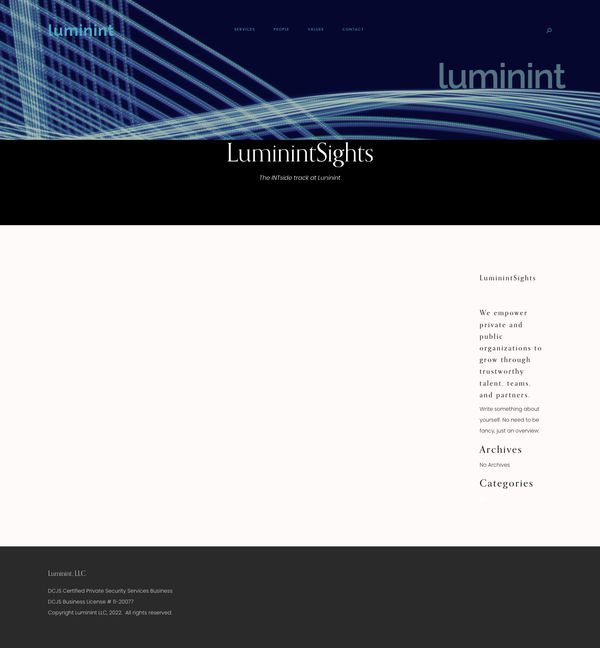 luminint
SERVICES PEOPLE VALUES CONTACT
luminint
LuminintSights
The INTside track at Luninint
LuminintSights
We empower
private and
public
organizations to
grow through
trustworthy
talent, teams,
and partners.
Write something about
yourself. No need to be
fancy, just an overview.
Archives
No Archives
Categories
Luminint, LLC
DCJS Certified Private Security Services Business
DCJS Business License # 11-20077
Copyright Luminint LLC, 2022. All rights reserved.